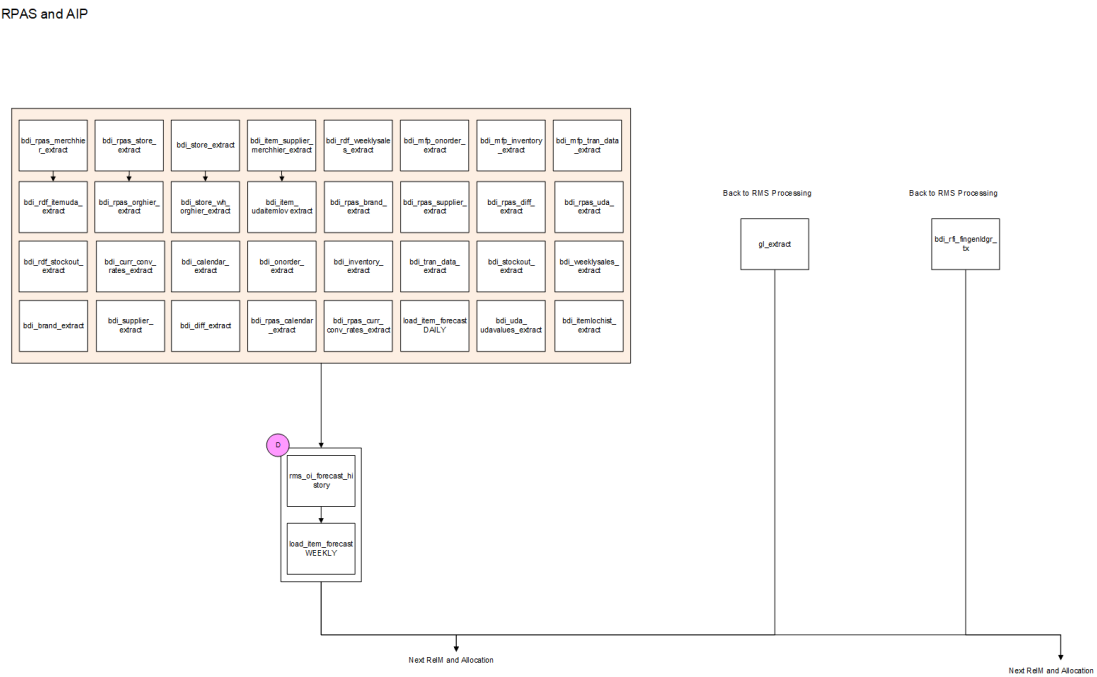 RPAS and AIP
bdi_rpas_merchhie
r_extract
bdi_rpas_store_
extract
bdi_store_extract
bdi_item_supplier_
merchhier_extract
bdi_rdf_weeklysale
s_extract
bdi_mfp_onorder_
extract
bdi_mfp_inventory
_extract
bdi_mfp_tran_data
_extract
bdi_rdf_itemuda_
extract
bdi_rpas_orghier_
extract
bdi_store_wh_
orghier_extract
bdi_item_
udaitemlov extract
bdi_rpas_brand_
extract
bdi_rpas_supplier_
extract
bdi_rpas_diff_
extract
bdi_rpas_uda_
extract
bdi_rdf_stockout_
extract
bdi_curr_conv_
rates_extract
bdi_calendar_
extract
bdi_onorder_
extract
bdi_inventory_
extract
bdi_tran_data_
extract
bdi_stockout_
extract
bdi_weeklysales_
extract
bdi_brand_extract
bdi_supplier_
extract
bdi_diff_extract
bdi_rpas_calendar
_extract
bdi_rpas_curr_
conv_rates_extract
load_item_forecast
DAILY
bdi_uda_
udavalues_extract
bdi_itemlochist_
extract
Back to RMS Processing
gl_extract
Back to RMS Processing
bdi_rfi_fingenldgr_
tx
D
rms_oi_forecast_hi
story
load_item_forecast
WEEKLY
Next ReIM and Allocation
Next ReIM and Allocation